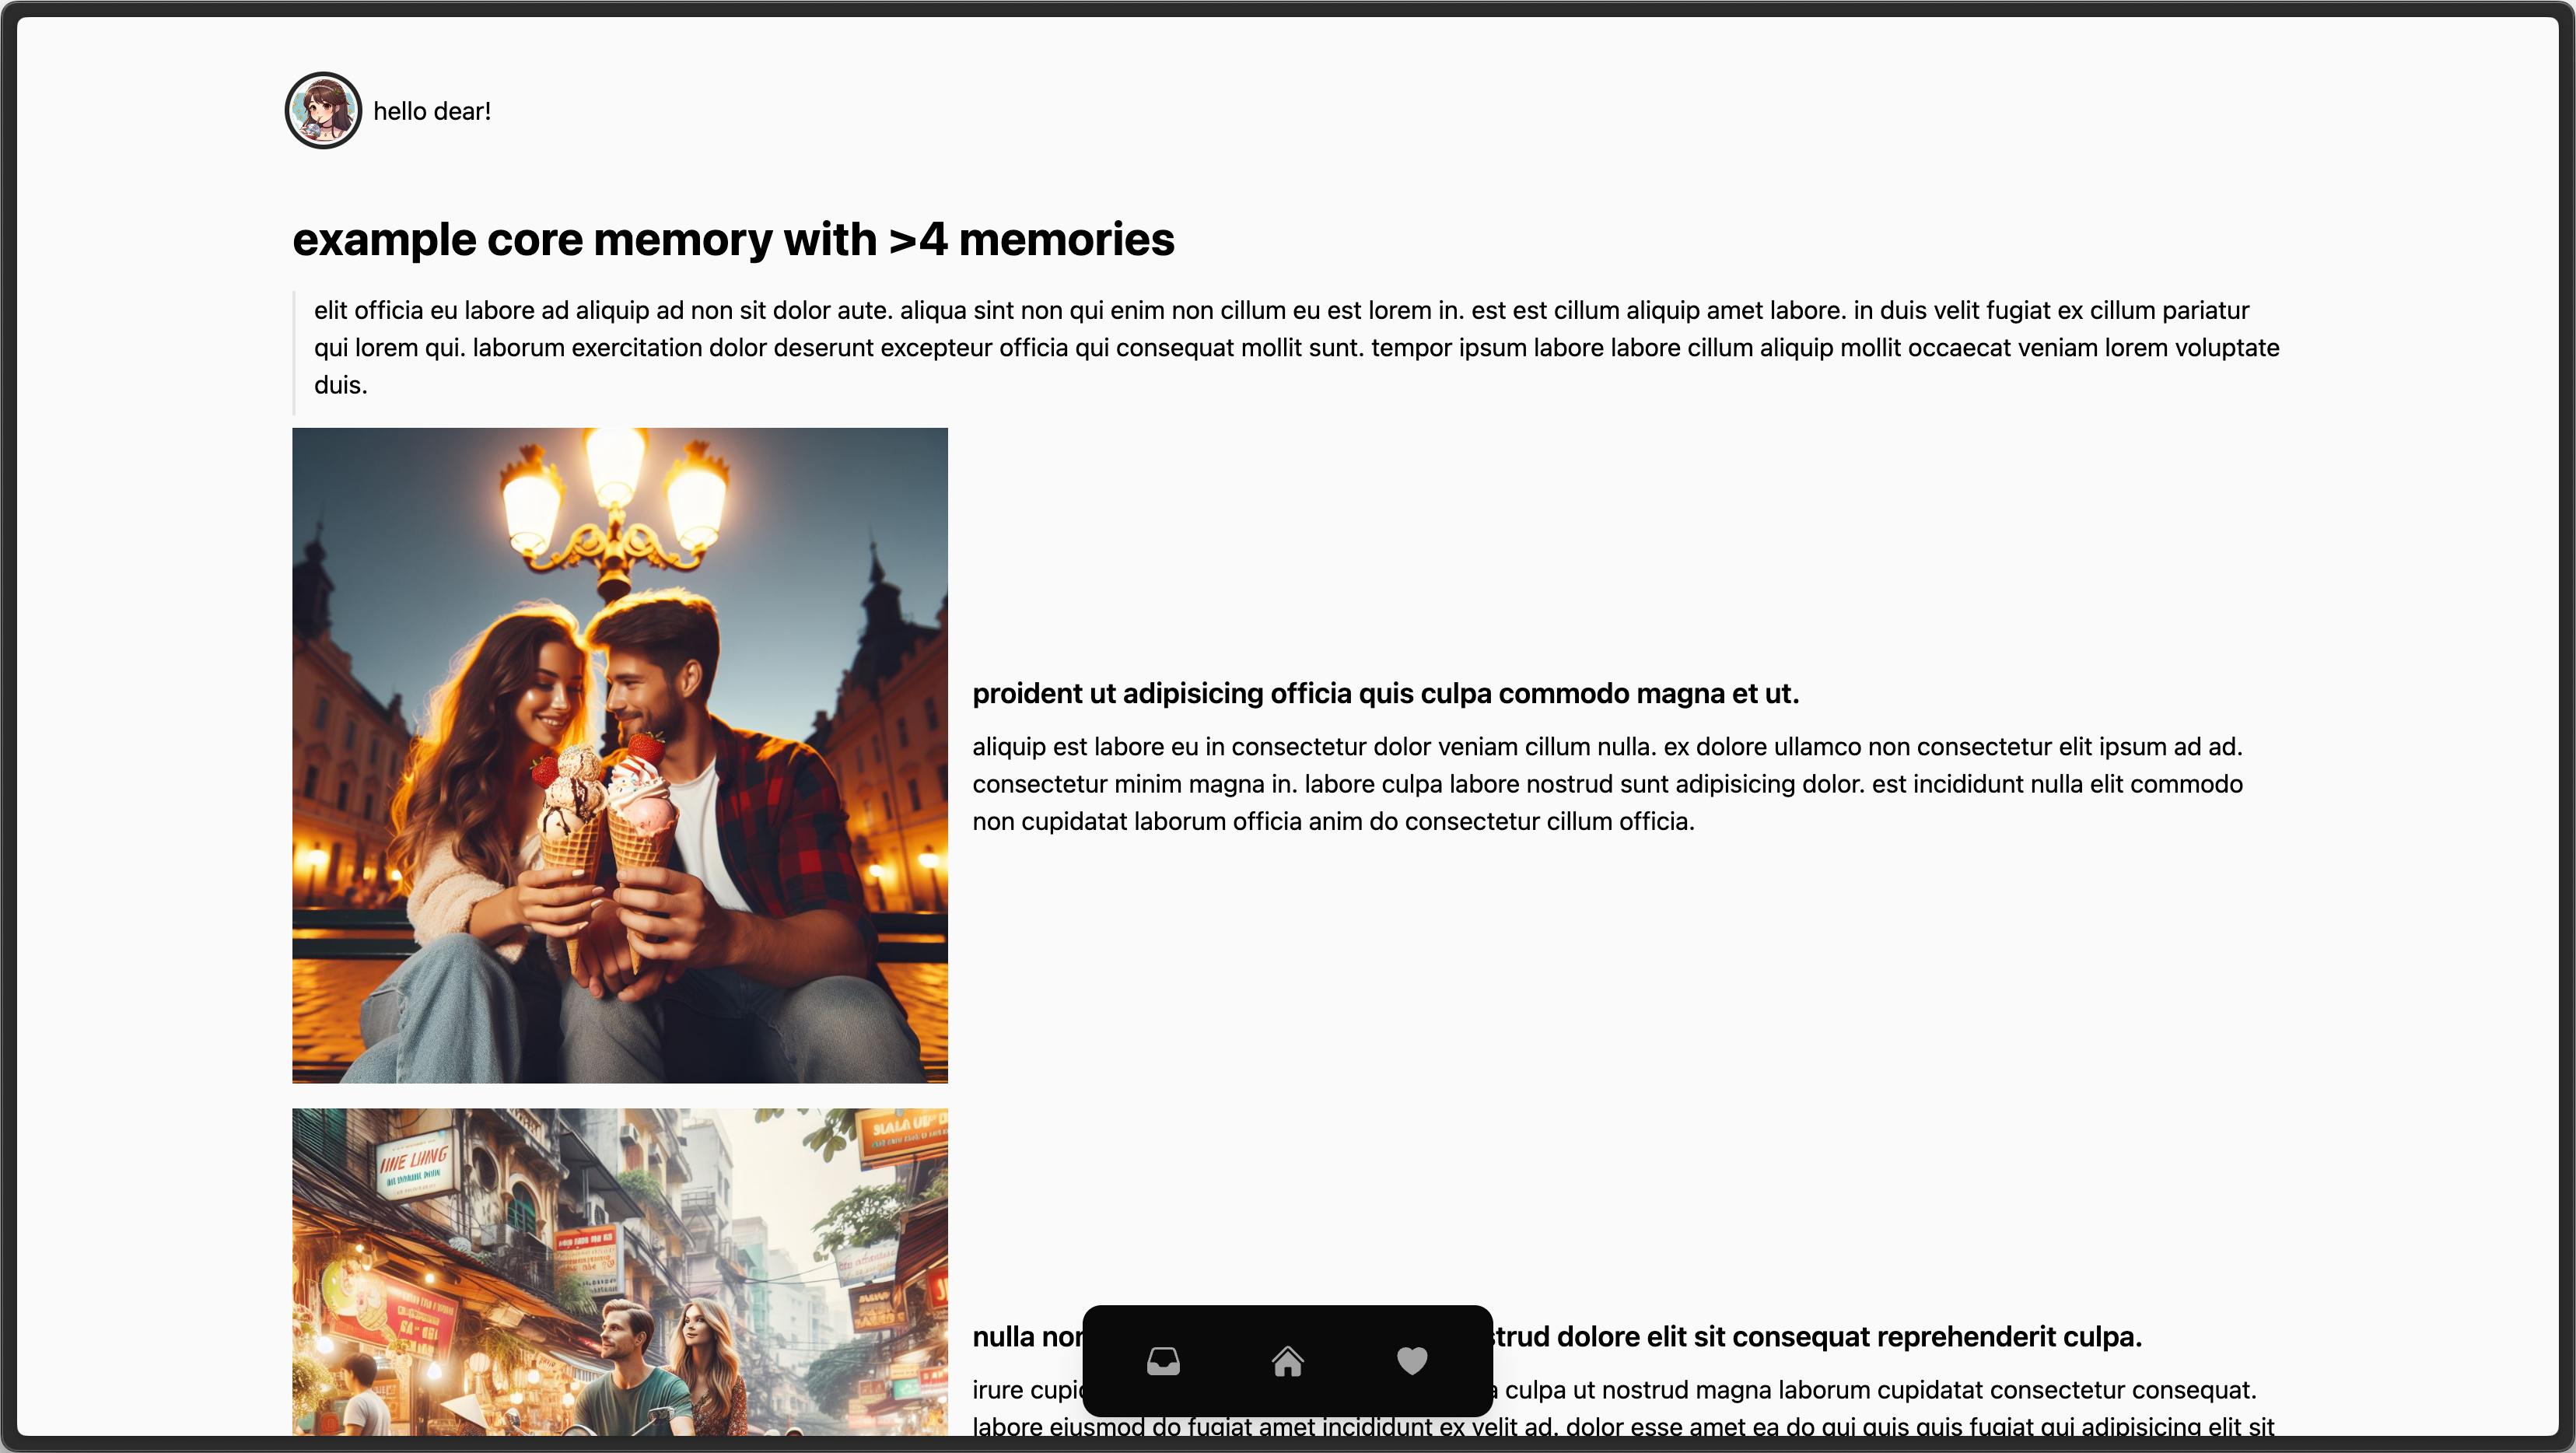 hello dear!
example core memory with >4 memories
elit officia eu labore ad aliquip ad non sit dolor aute. aliqua sint non qui enim non cillum eu est lorem in. est est cillum aliquip amet labore. in duis velit fugiat ex cillum pariatur
qui lorem qui. laborum exercitation dolor deserunt excepteur officia qui consequat mollit sunt. tempor ipsum labore labore cillum aliquip mollit occaecat veniam lorem voluptate
duis.
proident ut adipisicing officia quis culpa commodo magna et ut.
aliquip est labore eu in consectetur dolor veniam cillum nulla. ex dolore ullamco non consectetur elit ipsum ad ad.
consectetur minim magna in. labore culpa labore nostrud sunt adipisicing dolor. est incididunt nulla elit commodo
non cupidatat laborum officia anim do consectetur cillum officia.
nulla dolore elit sit consequat reprehenderit culpa.
irure culpa ut nostrud magna laborum cupidatat consectetur consequat.
labore eiusmod do fugiat amet incididunt ex velit ad. dolor esse amet ea do qui quis quis fugiat qui adipisicing elit sit